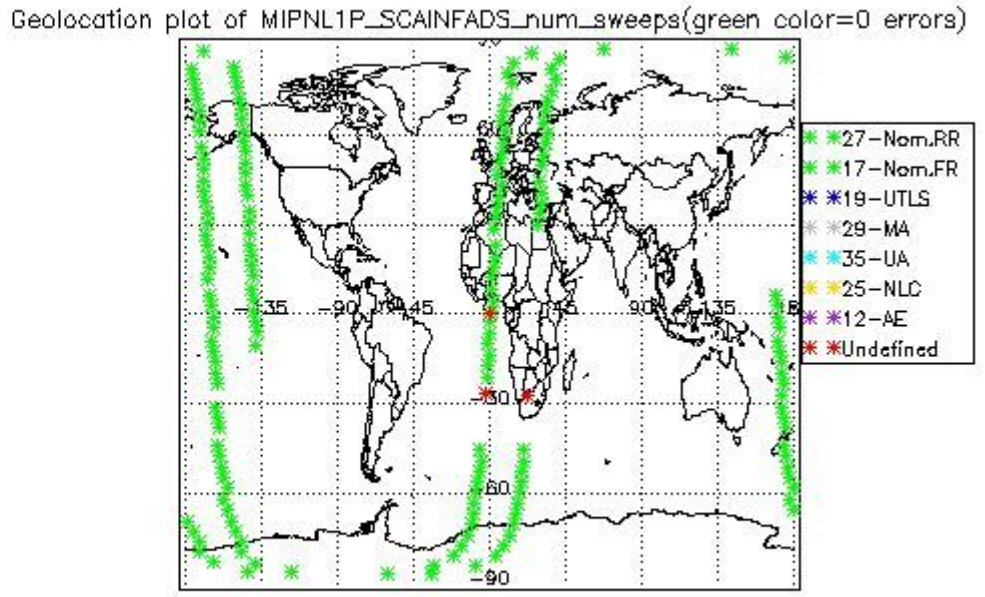 Geolocation plot of MIPNL1P_SCAINFADS_num_sweeps(green color=0 errors)
60
-135 -90 -45 45 90 135
-30
-60
-90
27-Nom.RR
17-Nom.FR
19-UTLS
29-MA
35-UA
25-NLC
12-AE
Undefined